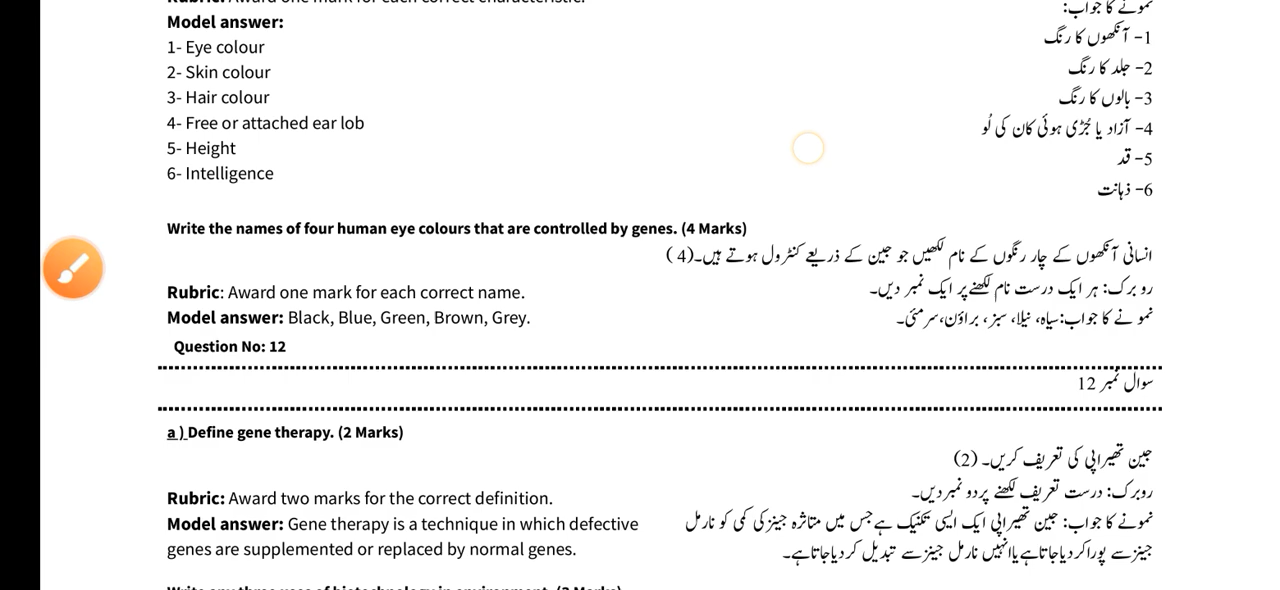 Model answer:
نمونے کا جواب:
1- Eye colour
1- آنکھوں کا رنگ
2- Skin colour
2- جلد کا رنگ
3- Hair colour
3- بالوں کا رنگ
4- Free or attached ear lob
4- آزاد یا جُڑی ہوئی کان کی لُو
5- Height
5- قد
6- Intelligence
6- ذہانت
Write the names of four human eye colours that are controlled by genes. (4 Marks)
انسانی آنکھوں کے چار رنگوں کے نام لکھیں جو جین کے ذریعے کنٹرول ہوتے ہیں۔(4 )
Rubric: Award one mark for each correct name.
روبرک: ہر ایک درست نام لکھنے پر ایک نمبر دیں۔
Model answer: Black, Blue, Green, Brown, Grey.
نمونے کا جواب:سیاہ، نیلا، سبز ، براؤن،سرمئی۔
Question No: 12
سوال نمبر 12
a ) Define gene therapy. (2 Marks)
جین تھیراپی کی تعریف کریں۔ (2)
Rubric: Award two marks for the correct definition.
روبرک: درست تعریف لکھنے پر دو نمبر دیں۔
Model answer: Gene therapy is a technique in which defective
genes are supplemented or replaced by normal genes.
نمونے کا جواب: جین تھیراپی ایک ایسی تکنیک ہے جس میں متاثرہ جینز کی کمی کو نارمل
جینز سے پورا کر دیا جاتا ہے یا انہیں نارمل جینز سے تبدیل کر دیا جاتا ہے۔